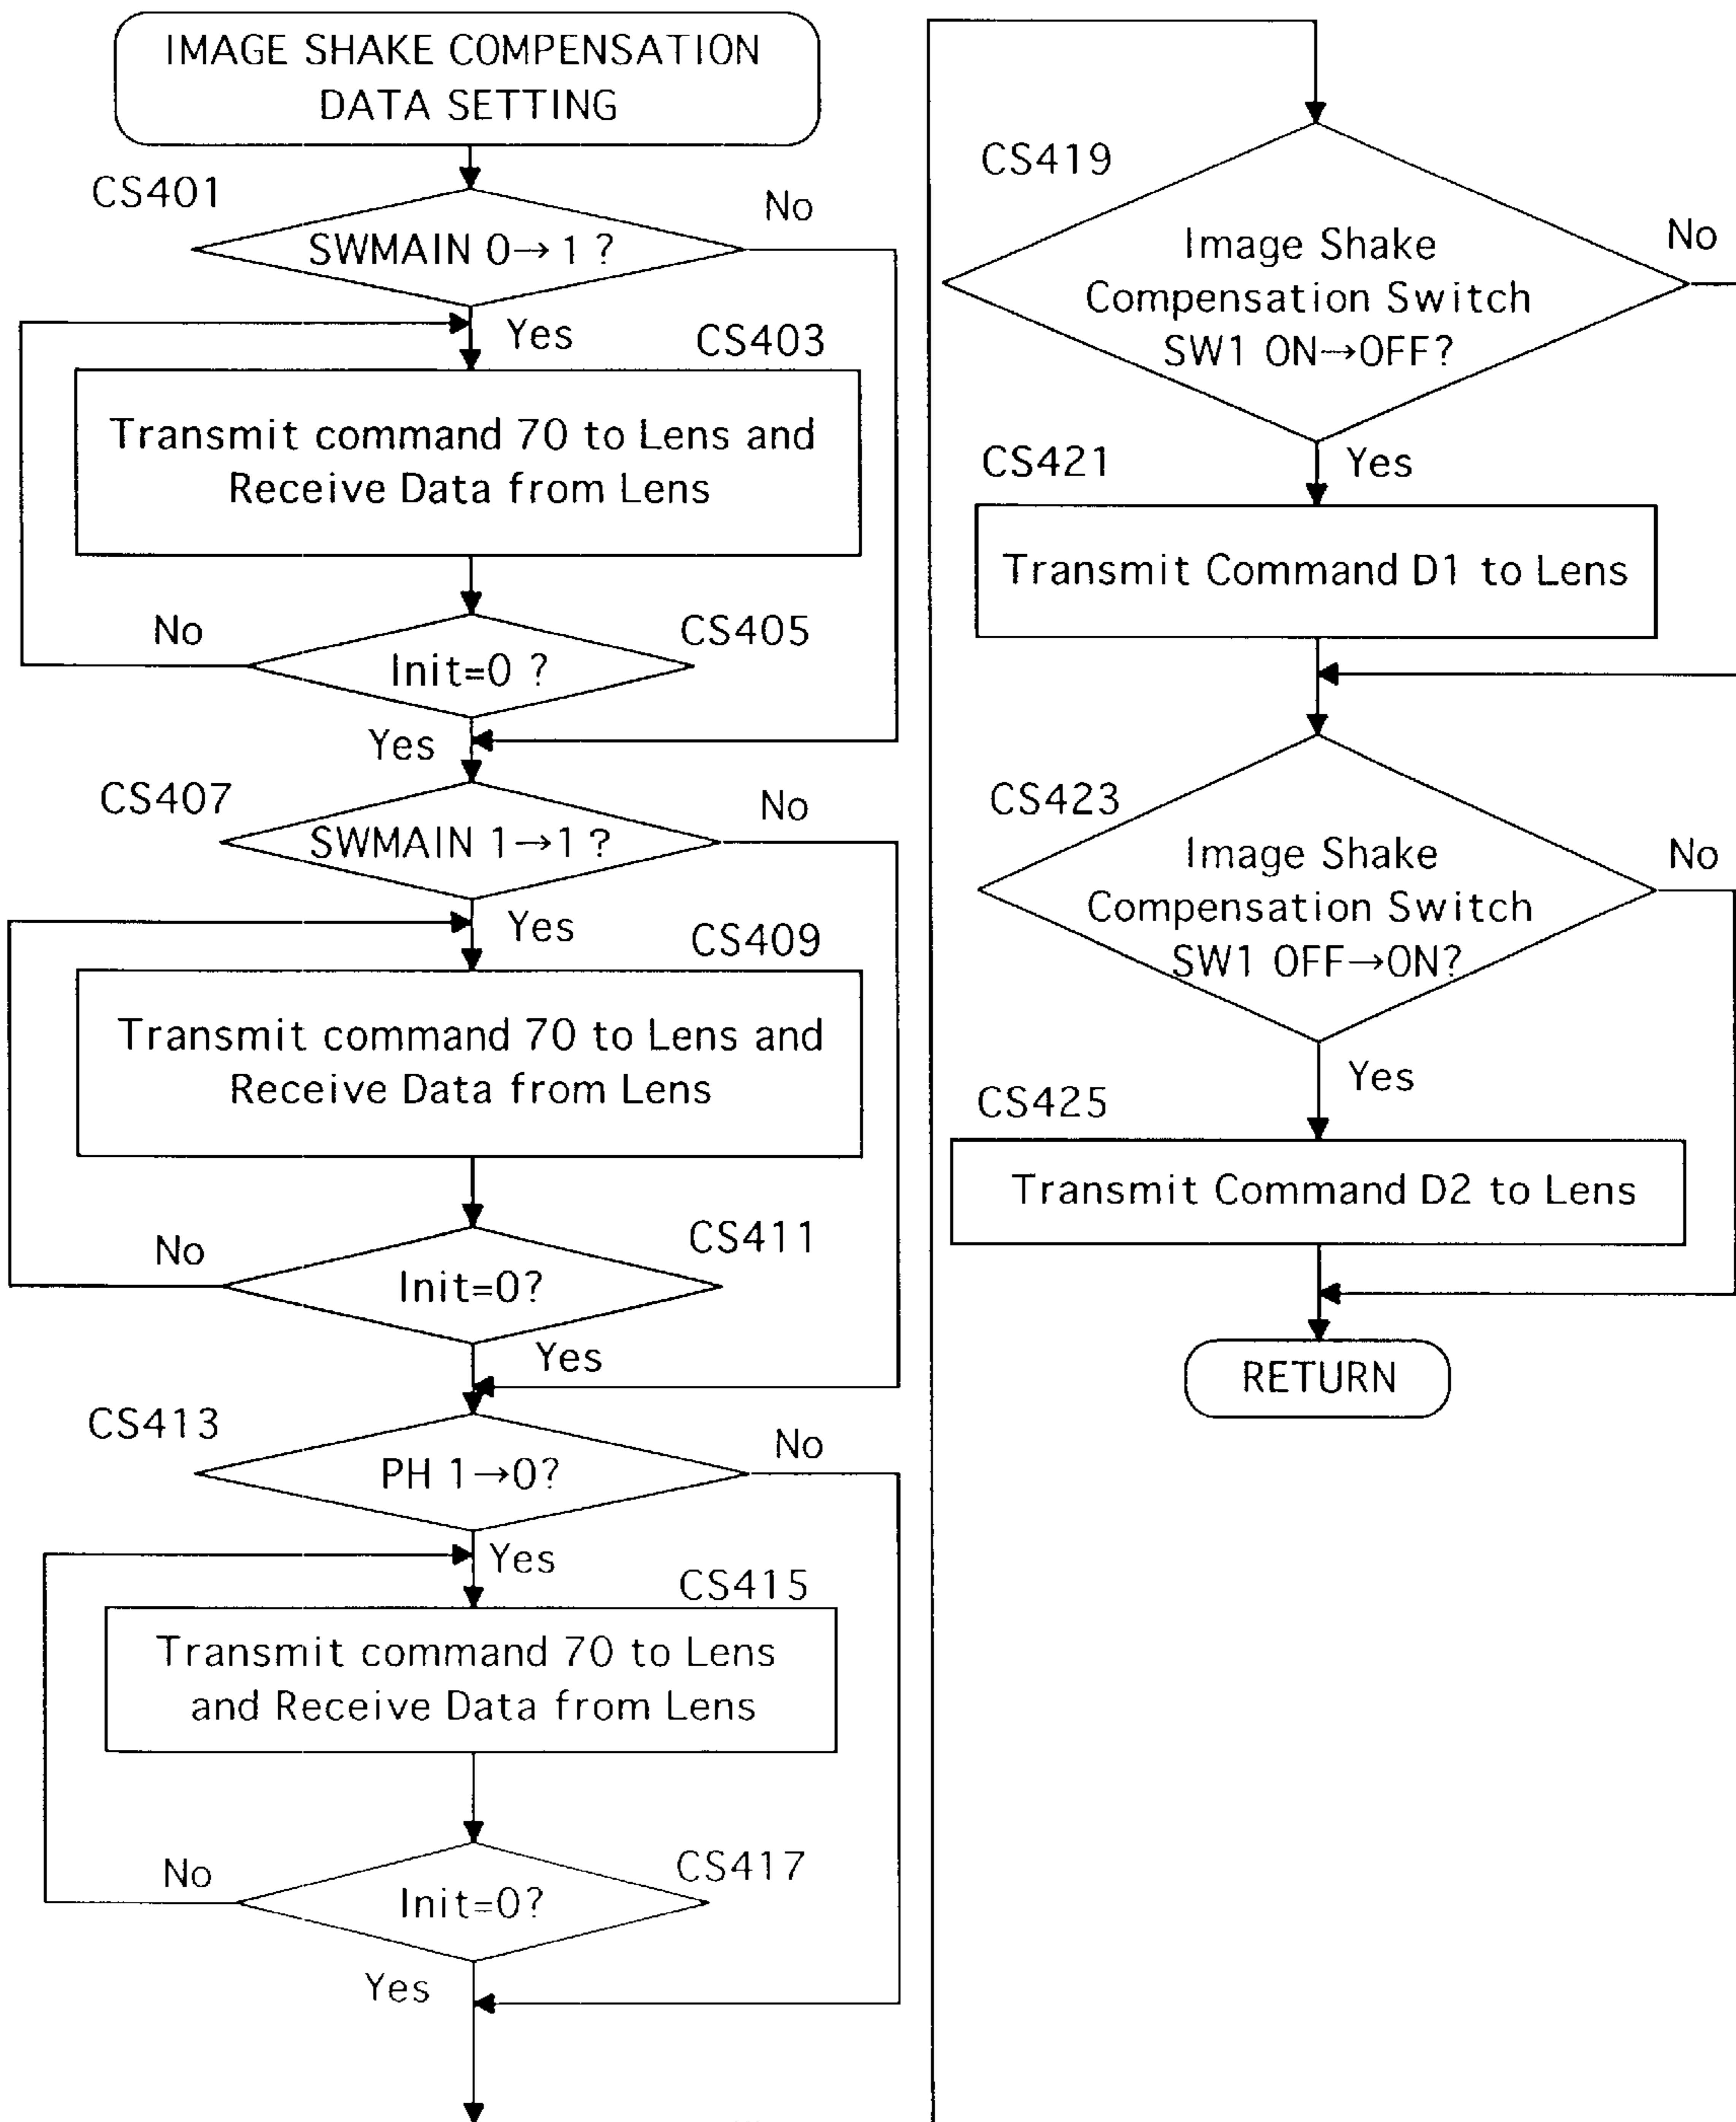 IMAGE SHAKE COMPENSATION
DATA SETTING
CS401
SWMAIN 0→1 ?
No
Yes
CS403
Transmit command 70 to Lens and
Receive Data from Lens
No
CS405
Init=0 ?
Yes
CS407
SWMAIN 1→1 ?
No
Yes
CS409
Transmit command 70 to Lens and
Receive Data from Lens
No
CS411
Init=0?
Yes
CS413
PH 1→0?
No
Yes
CS415
Transmit command 70 to Lens
and Receive Data from Lens
No
CS417
Init=0?
Yes
CS419
Image Shake
Compensation Switch
SW1 ON→OFF?
No
CS421
Yes
Transmit Command D1 to Lens
CS423
Image Shake
Compensation Switch
SW1 OFF→ON?
No
Yes
CS425
Transmit Command D2 to Lens
RETURN